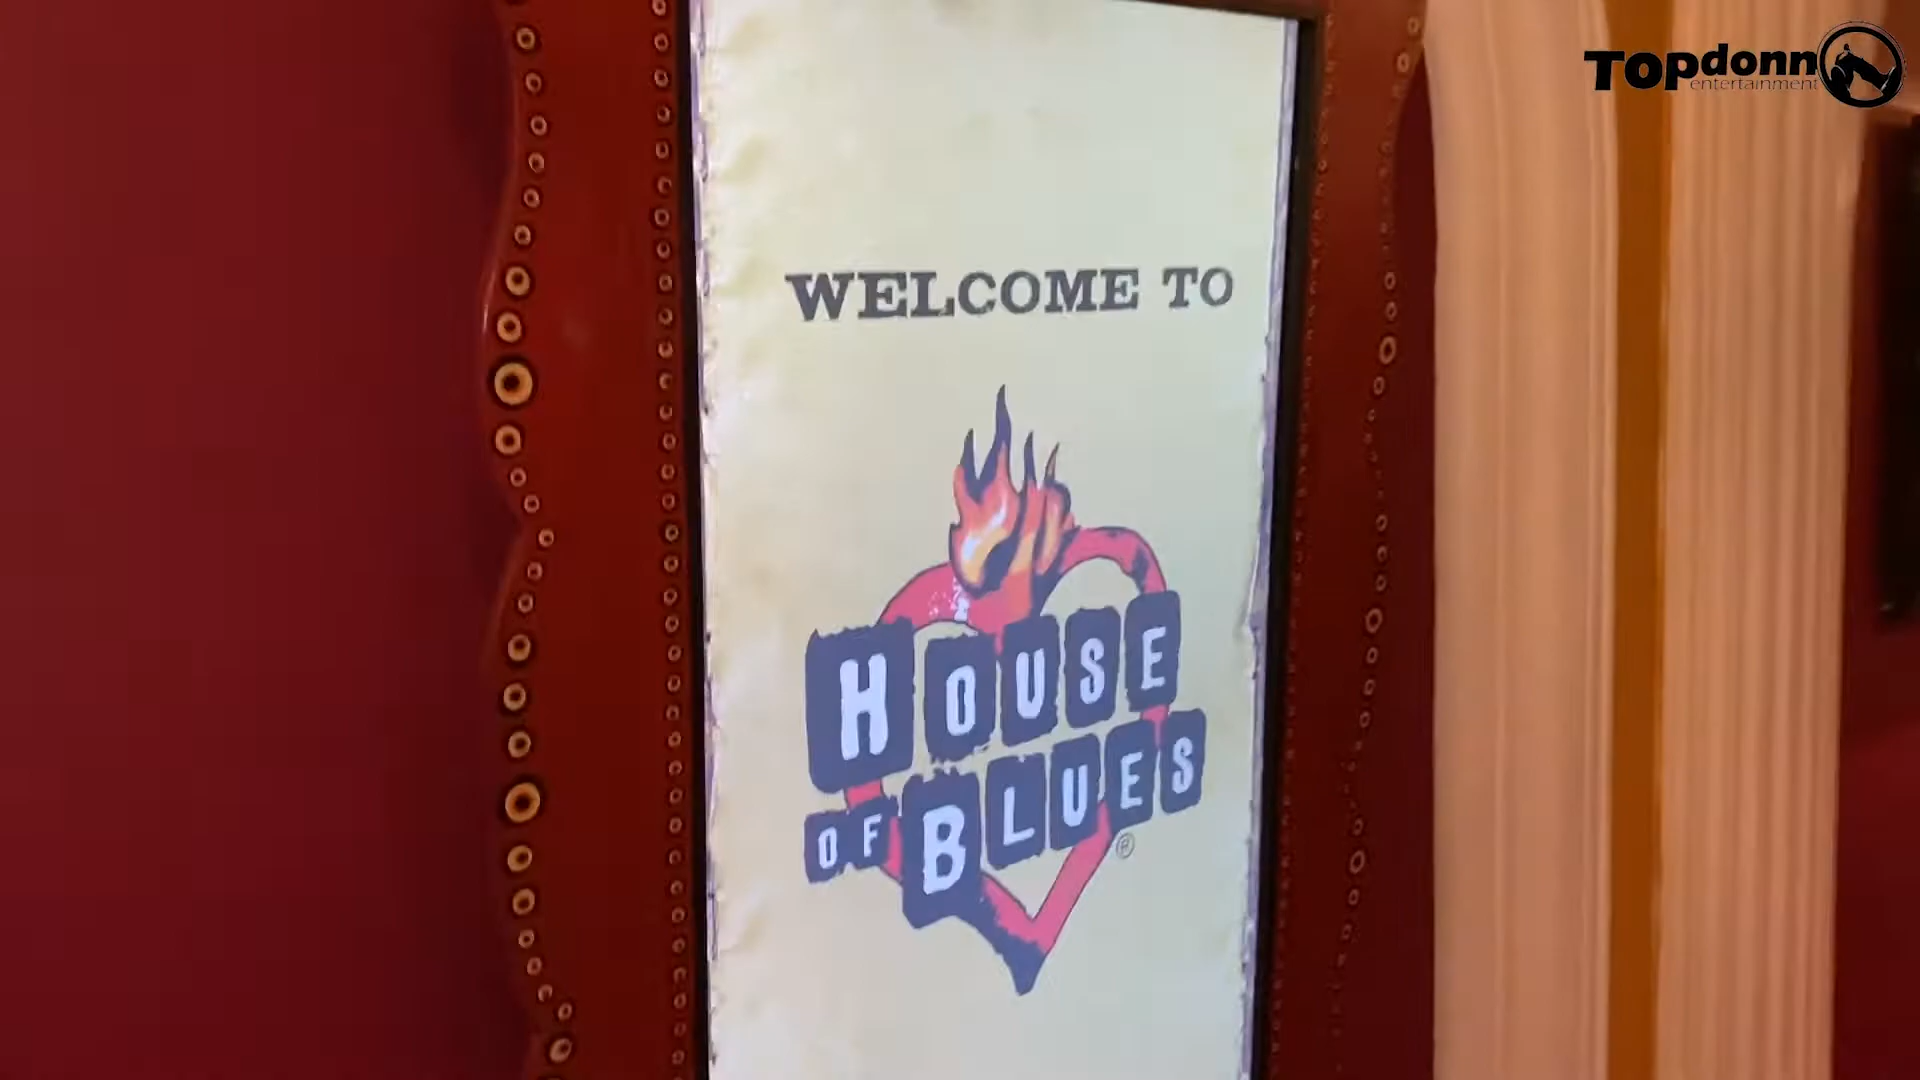 Topdonn
entertainment
WELCOME TO
HOUSE
OF BLUES
®